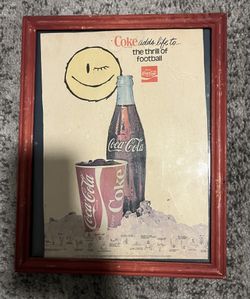 Coke adds life to...
the thrill of
football
Coca-Cola
Coca-Cola
Coca-Cola
Coke